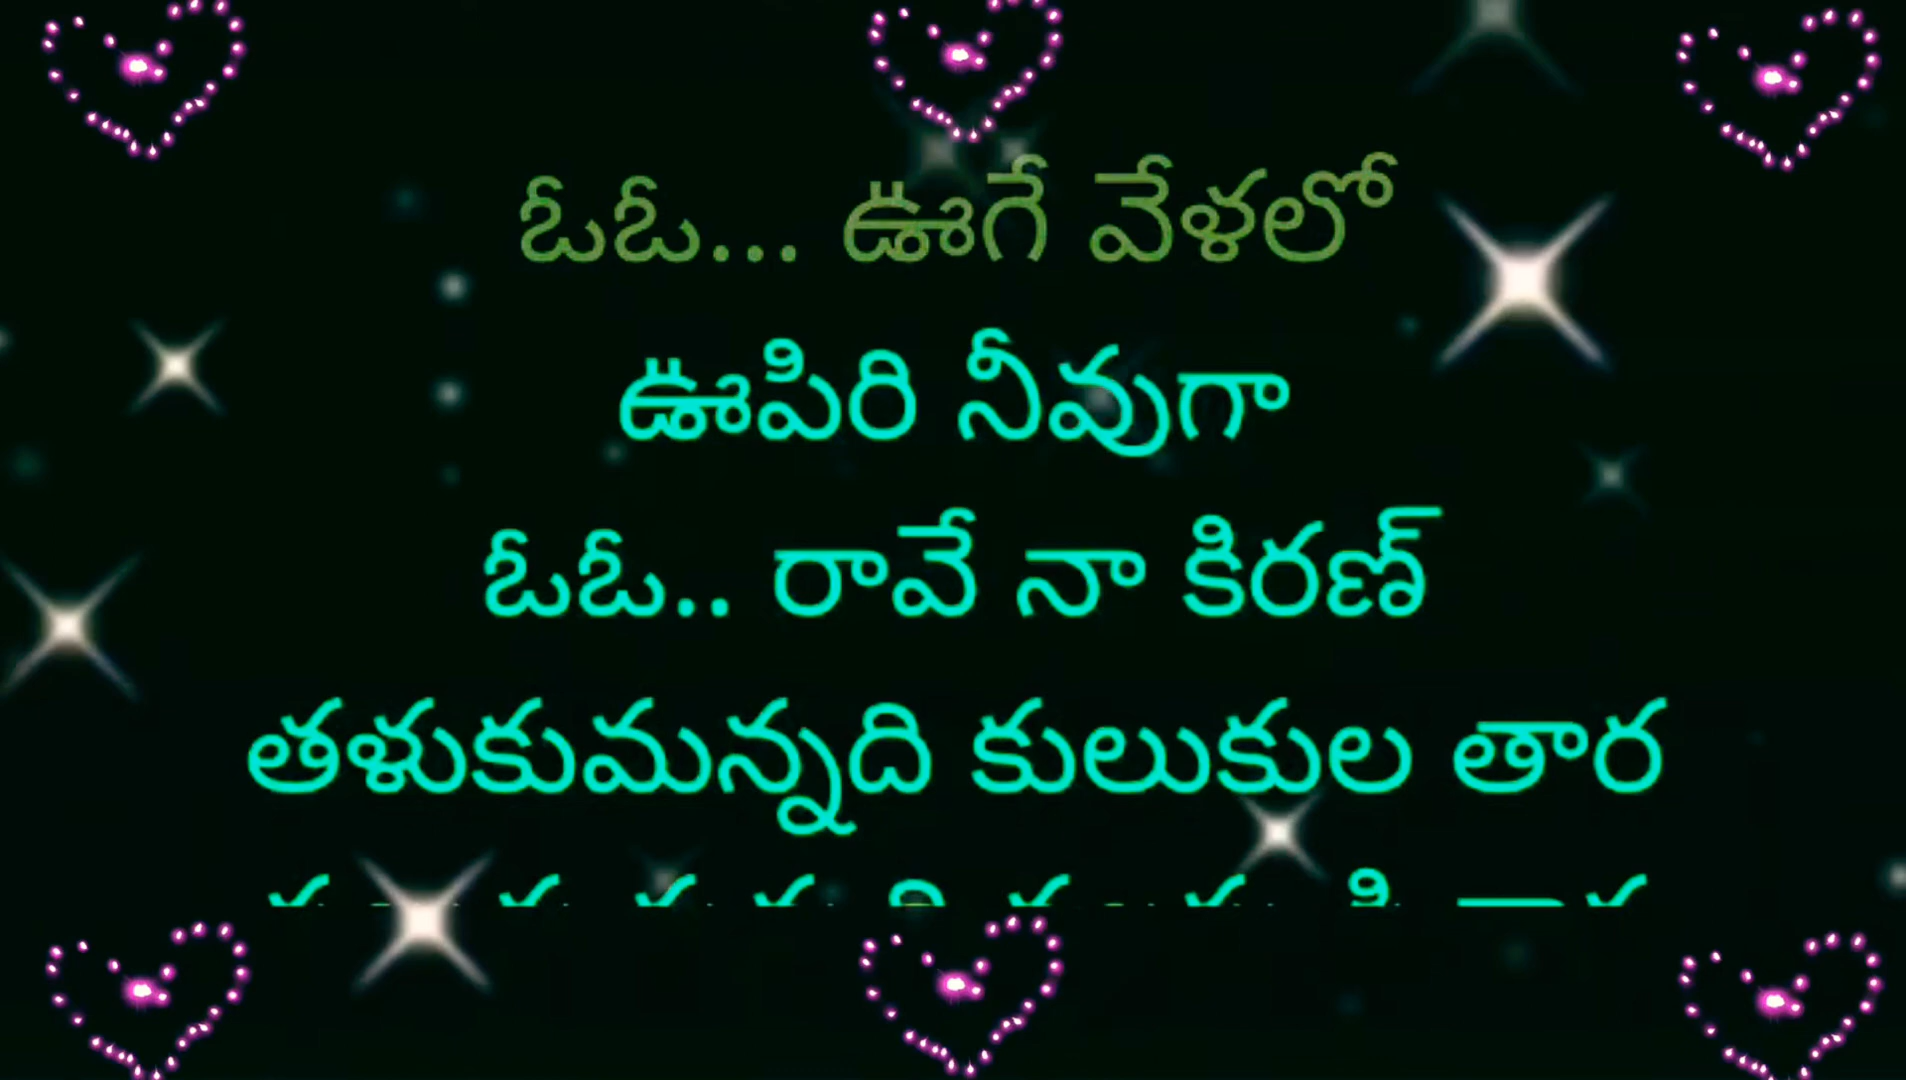 ఓఓ... ఊగే వేళలో
ఊపిరి నీవుగా
ఓఓ.. రావే నా కిరణ్
తళుకుమన్నది కులుకుల తార